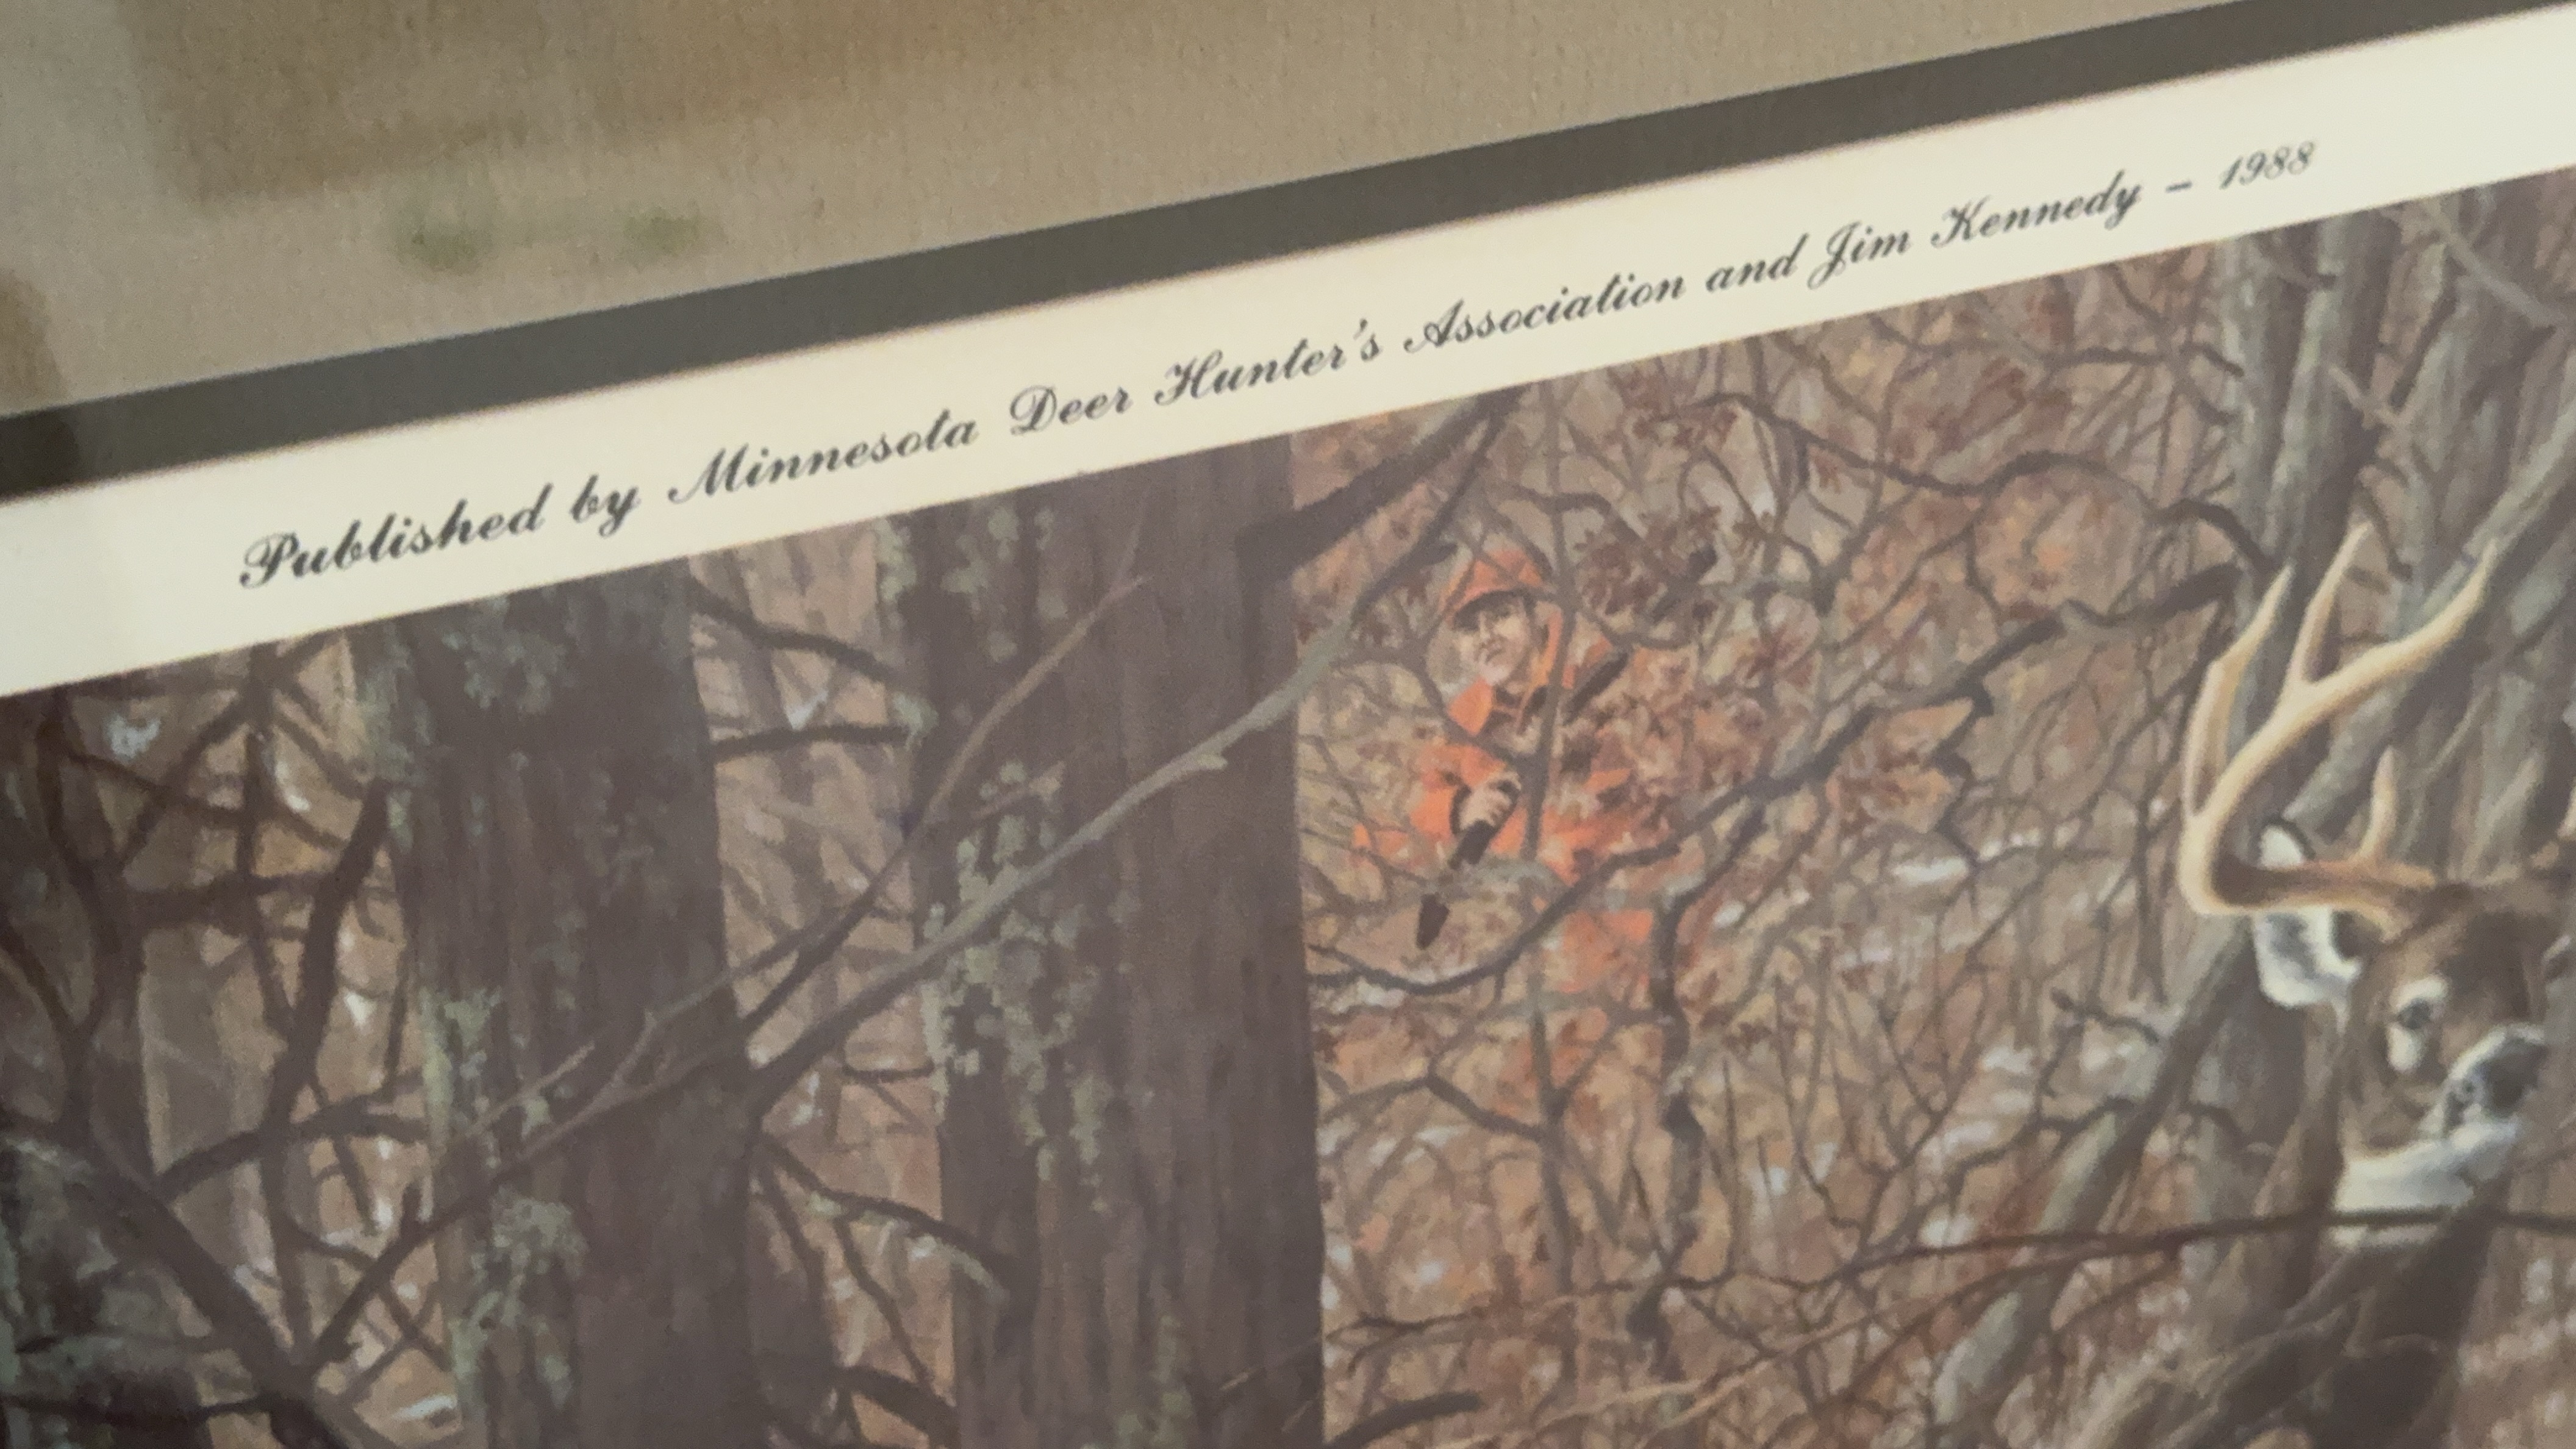 Published by Minnesota Deer Hunter's Association and Jim Kennedy – 1988